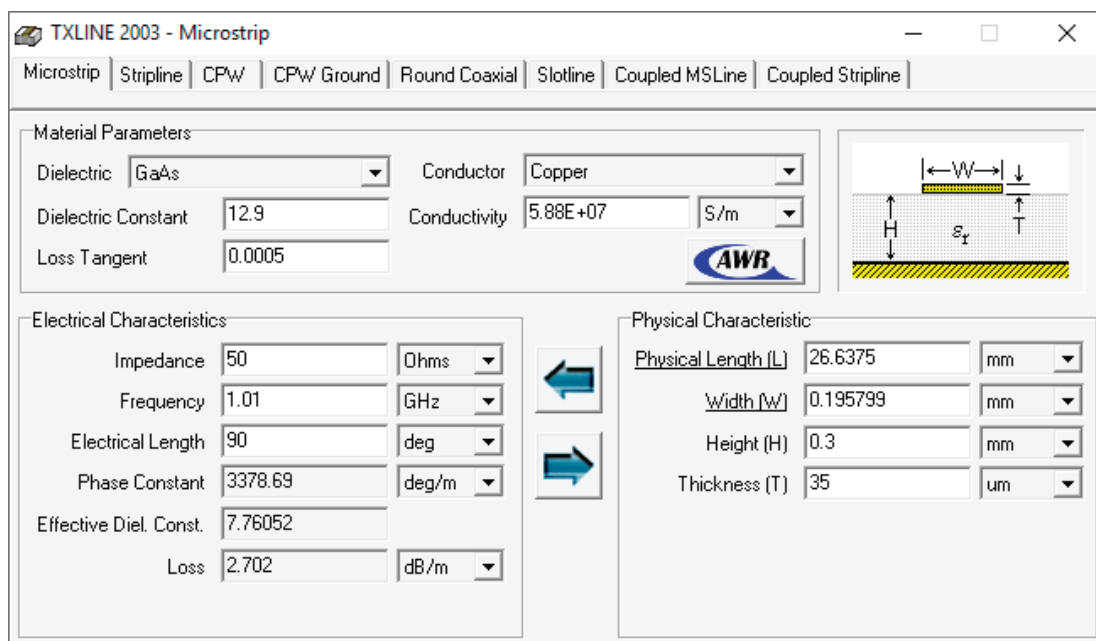 TXLINE 2003 - Microstrip
Microstrip Stripline CPW CPW Ground Round Coaxial Slotline Coupled MSLine Coupled Stripline
Material Parameters
Dielectric GaAs Conductor Copper
Dielectric Constant 12.9 Conductivity 5.88E+07 S/m
Loss Tangent 0.0005 AWR
W
H
T
εr
Electrical Characteristics
Impedance 50 Ohms
Frequency 1.01 GHz
Electrical Length 90 deg
Phase Constant 3378.69 deg/m
Effective Diel. Const. 7.76052
Loss 2.702 dB/m
Physical Characteristic
Physical Length (L) 26.6375 mm
Width (W) 0.195799 mm
Height (H) 0.3 mm
Thickness (T) 35 um